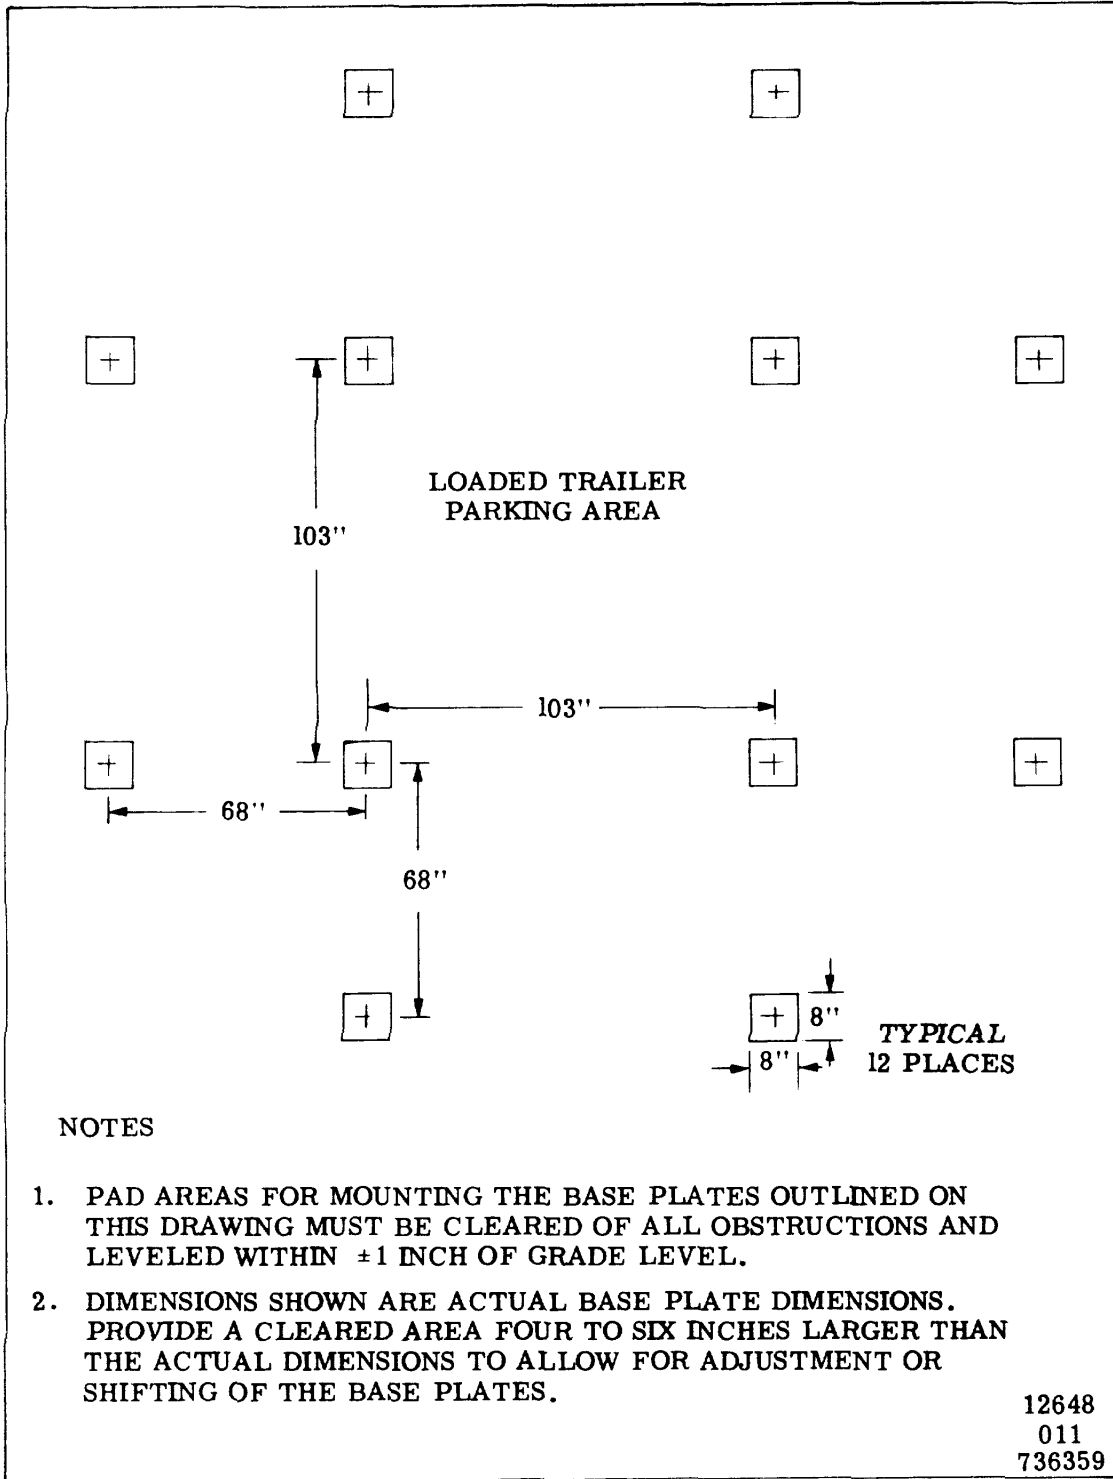 LOADED TRAILER
PARKING AREA
103''
103''
68''
68''
8''
8''
TYPICAL
12 PLACES
NOTES
1. PAD AREAS FOR MOUNTING THE BASE PLATES OUTLINED ON
THIS DRAWING MUST BE CLEARED OF ALL OBSTRUCTIONS AND
LEVELED WITHIN ±1 INCH OF GRADE LEVEL.
2. DIMENSIONS SHOWN ARE ACTUAL BASE PLATE DIMENSIONS.
PROVIDE A CLEARED AREA FOUR TO SIX INCHES LARGER THAN
THE ACTUAL DIMENSIONS TO ALLOW FOR ADJUSTMENT OR
SHIFTING OF THE BASE PLATES.
12648
011
736359